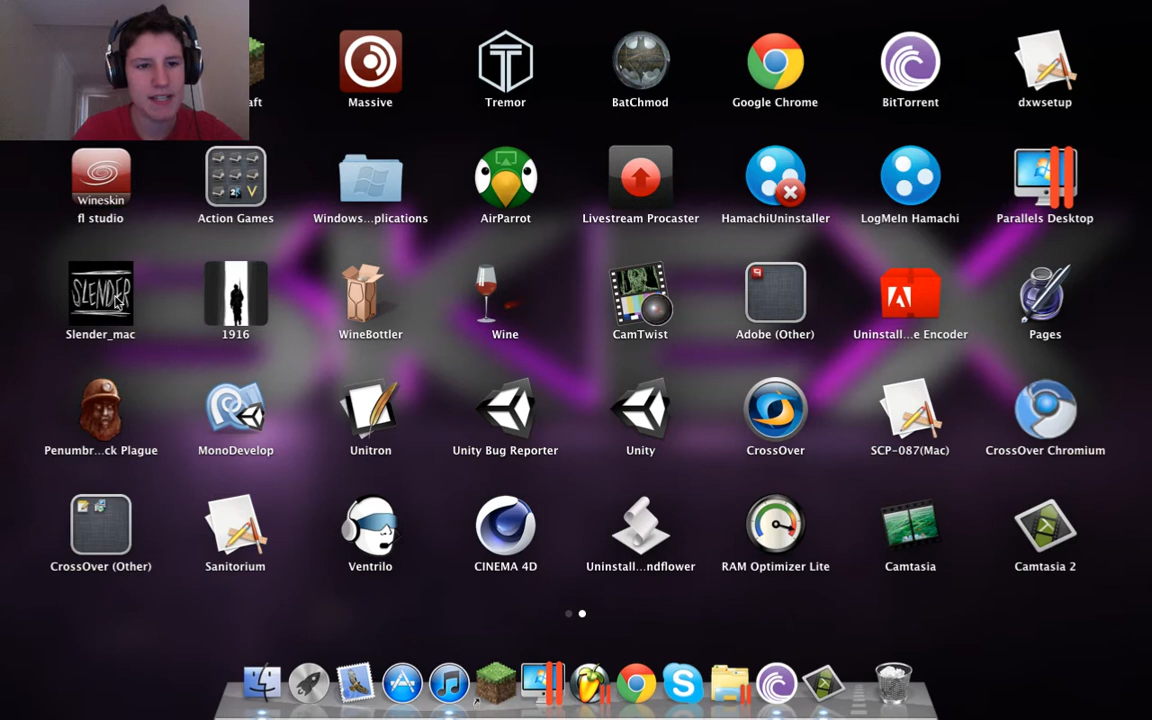 aft
Massive
Tremor
BatChmod
Google Chrome
BitTorrent
dxwsetup
Wineskin
fl studio
Action Games
Windows...plications
AirParrot
Livestream Procaster
HamachiUninstaller
LogMeIn Hamachi
Parallels Desktop
SLENDER
Slender_mac
1916
WineBottler
Wine
CamTwist
Adobe (Other)
Uninstall...e Encoder
Pages
Penumbr...ck Plague
MonoDevelop
Unitron
Unity Bug Reporter
Unity
CrossOver
SCP-087(Mac)
CrossOver Chromium
CrossOver (Other)
Sanitorium
Ventrilo
CINEMA 4D
Uninstall...ndflower
RAM Optimizer Lite
Camtasia
Camtasia 2